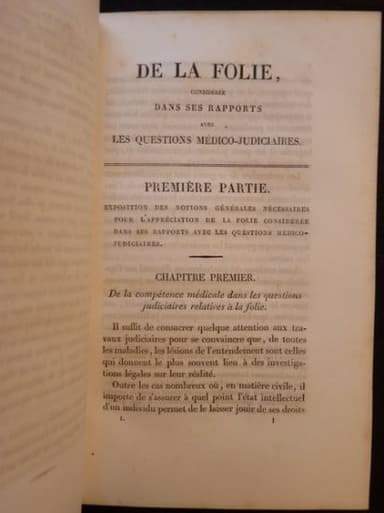 DE LA FOLIE,
CONSIDÉRÉE
DANS SES RAPPORTS
AVEC
LES QUESTIONS MÉDICO-JUDICIAIRES.
PREMIÈRE PARTIE.
EXPOSITION DES NOTIONS GÉNÉRALES NÉCESSAIRES
POUR L'APPRÉCIATION DE LA FOLIE CONSIDÉRÉE
DANS SES RAPPORTS AVEC LES QUESTIONS MÉDICO-
JUDICIAIRES.
CHAPITRE PREMIER.
De la compétence médicale dans les questions
judiciaires relatives à la folie.
Il suffit de consacrer quelque attention aux tra-
vaux judiciaires pour se convaincre que, de toutes
les maladies, les lésions de l'entendement sont celles
qui donnent le plus souvent lieu à des investiga-
tions légales sur leur réalité.
Outre les cas nombreux où, en matière civile, il
importe de s'assurer à quel point l'état intellectuel
d'un individu permet de le laisser jouir de ses droits
1. 1